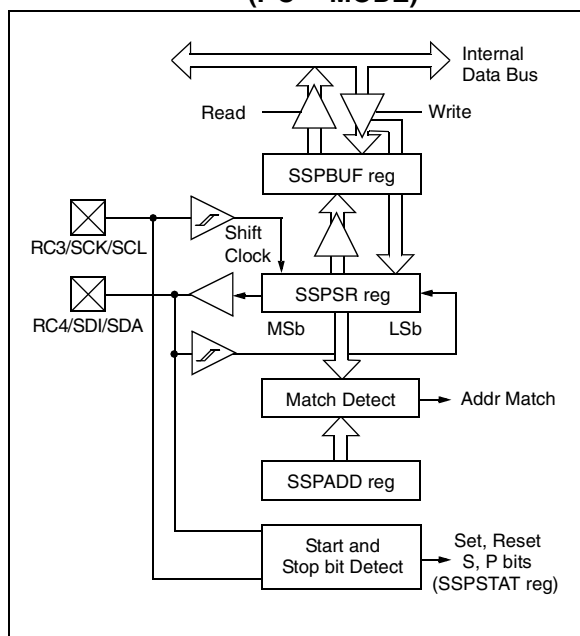 MODE)
Internal
Data Bus
Read
Write
SSPBUF reg
RC3/SCK/SCL
Shift
Clock
SSPSR reg
RC4/SDI/SDA
MSb
LSb
Match Detect
Addr Match
SSPADD reg
Start and
Stop bit Detect
Set, Reset
S, P bits
(SSPSTAT reg)